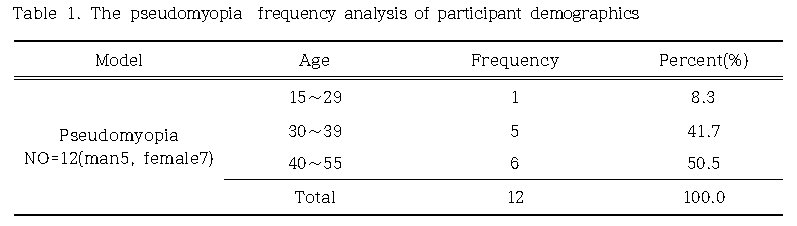 Table 1. The pseudomyopia frequency analysis of participant demographics
Model Age Frequency Percent(%)
15~29 1 8.3
Pseudomyopia
NO=12(man5, female7)
30~39 5 41.7
40~55 6 50.5
Total 12 100.0